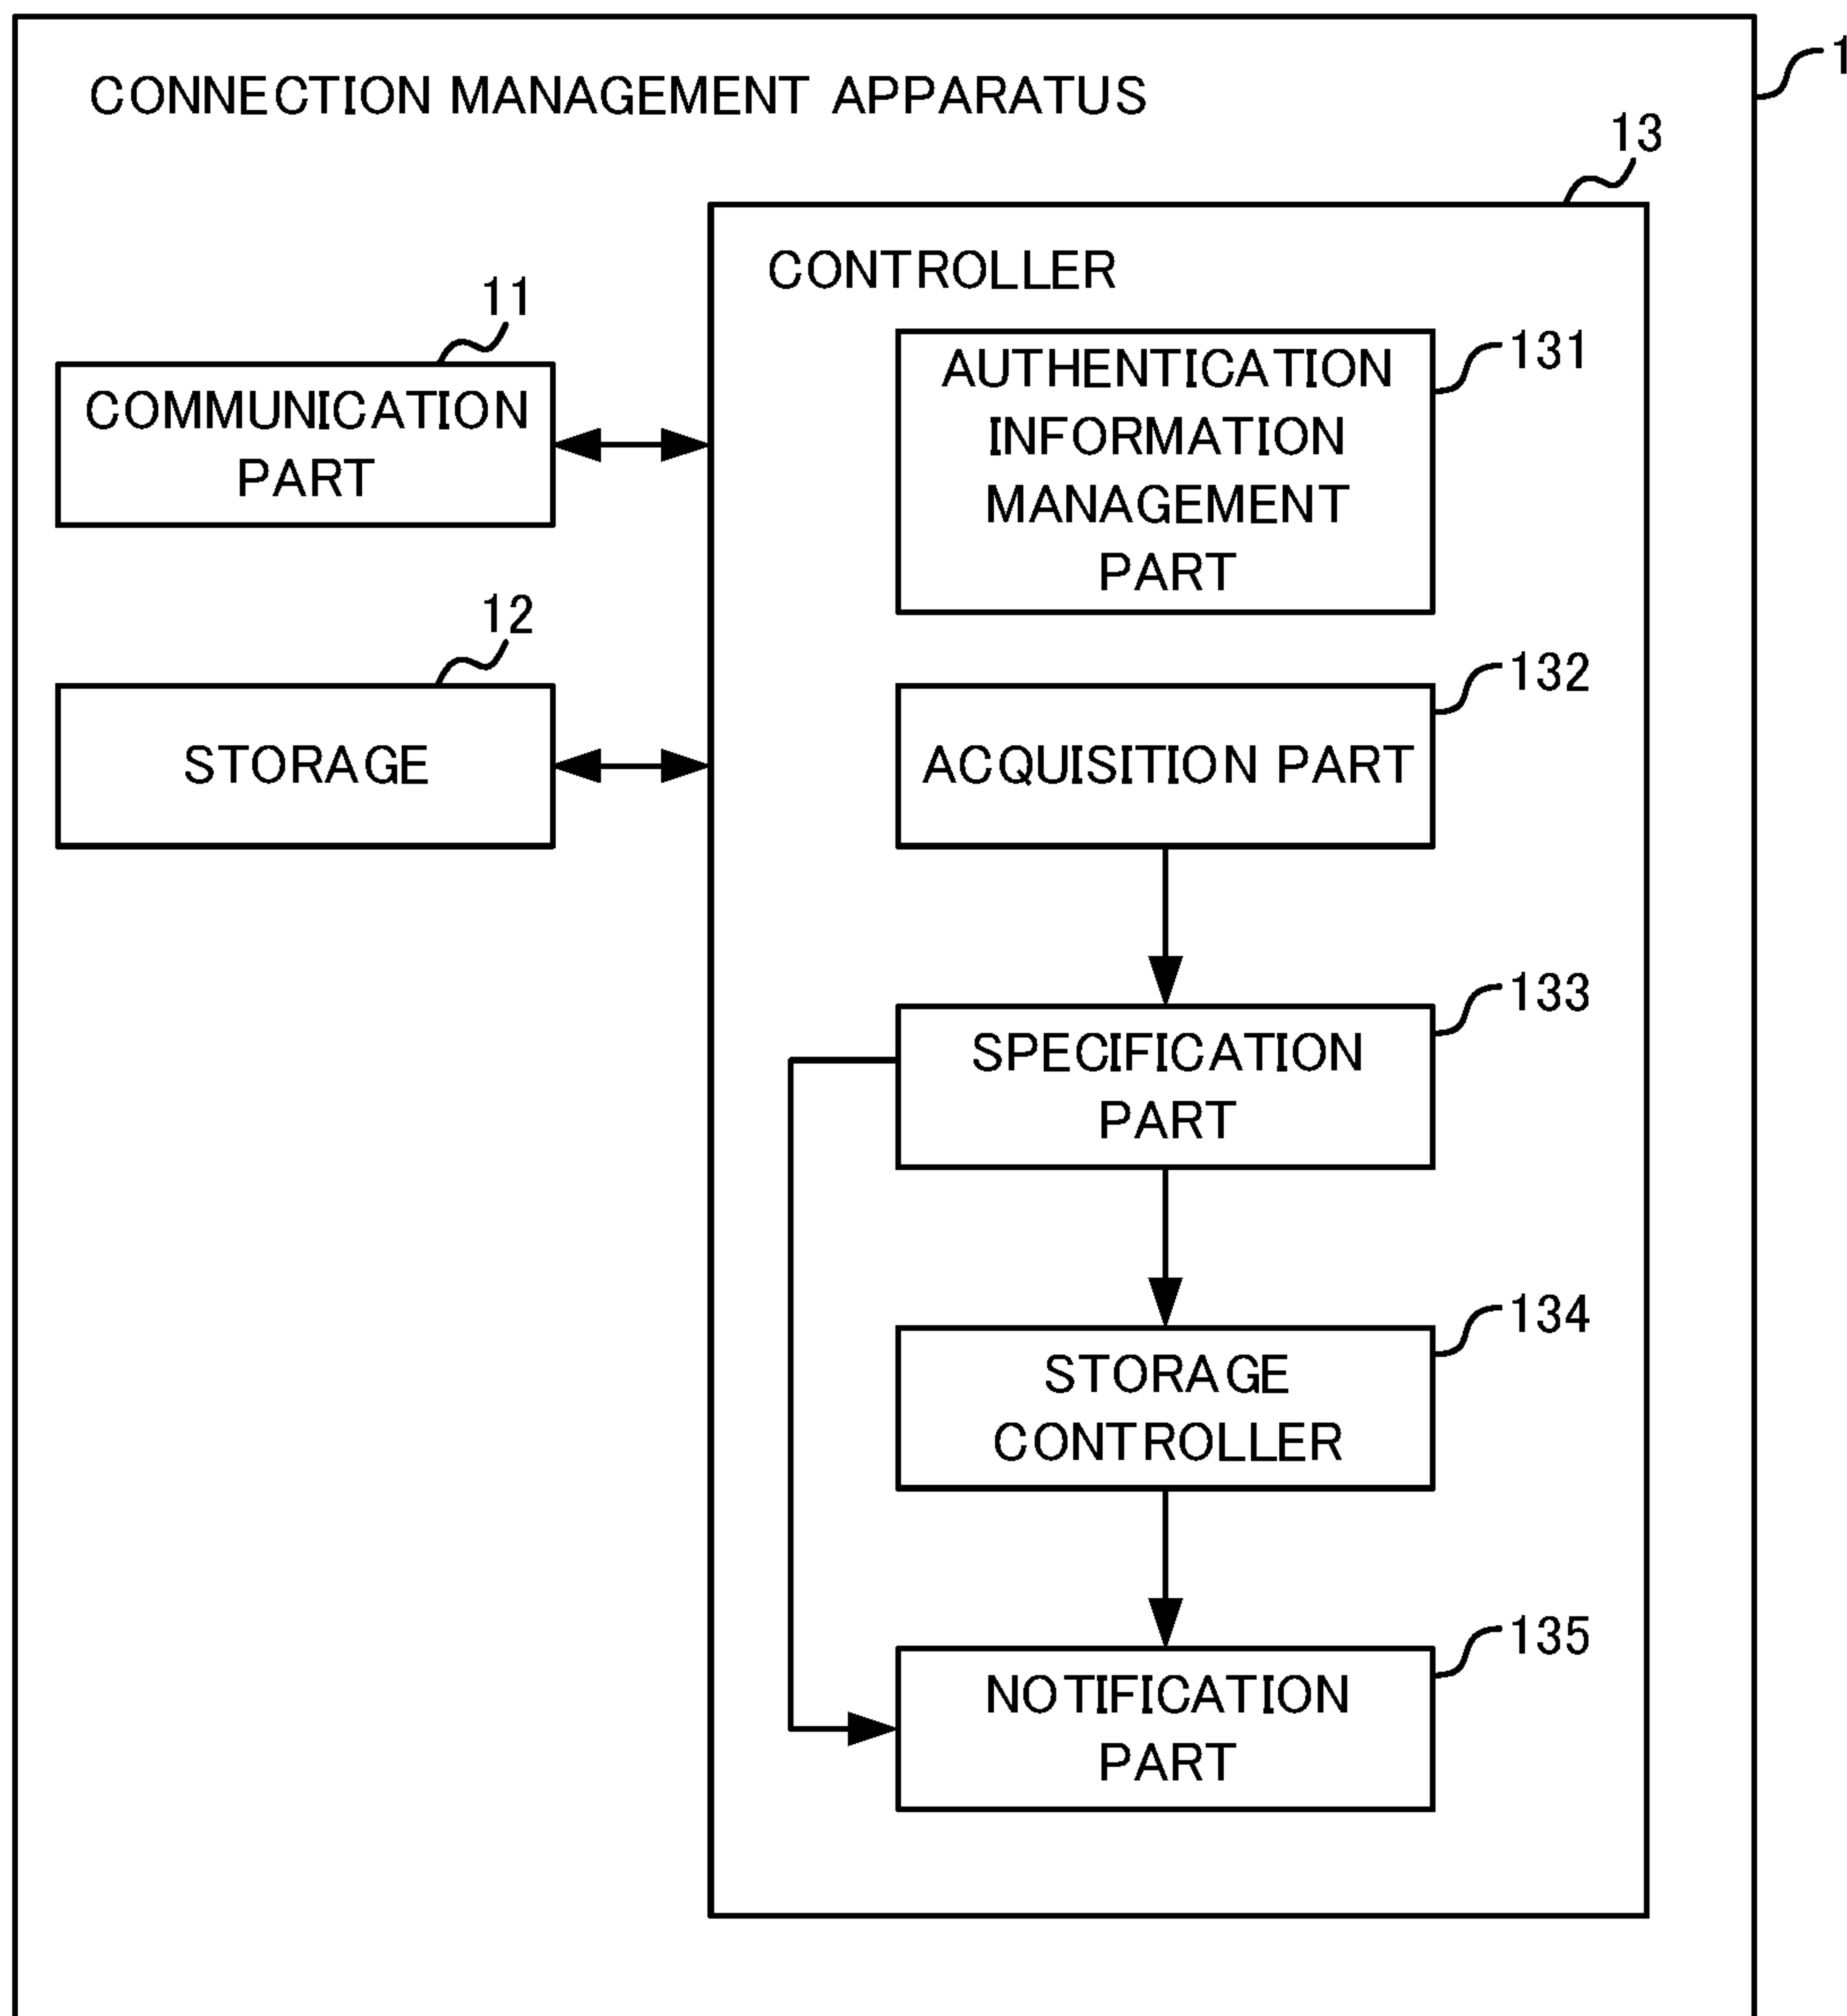 1
CONNECTION MANAGEMENT APPARATUS
13
CONTROLLER
11
COMMUNICATION
PART
131
AUTHENTICATION
INFORMATION
MANAGEMENT
PART
12
STORAGE
132
ACQUISITION PART
133
SPECIFICATION
PART
134
STORAGE
CONTROLLER
135
NOTIFICATION
PART